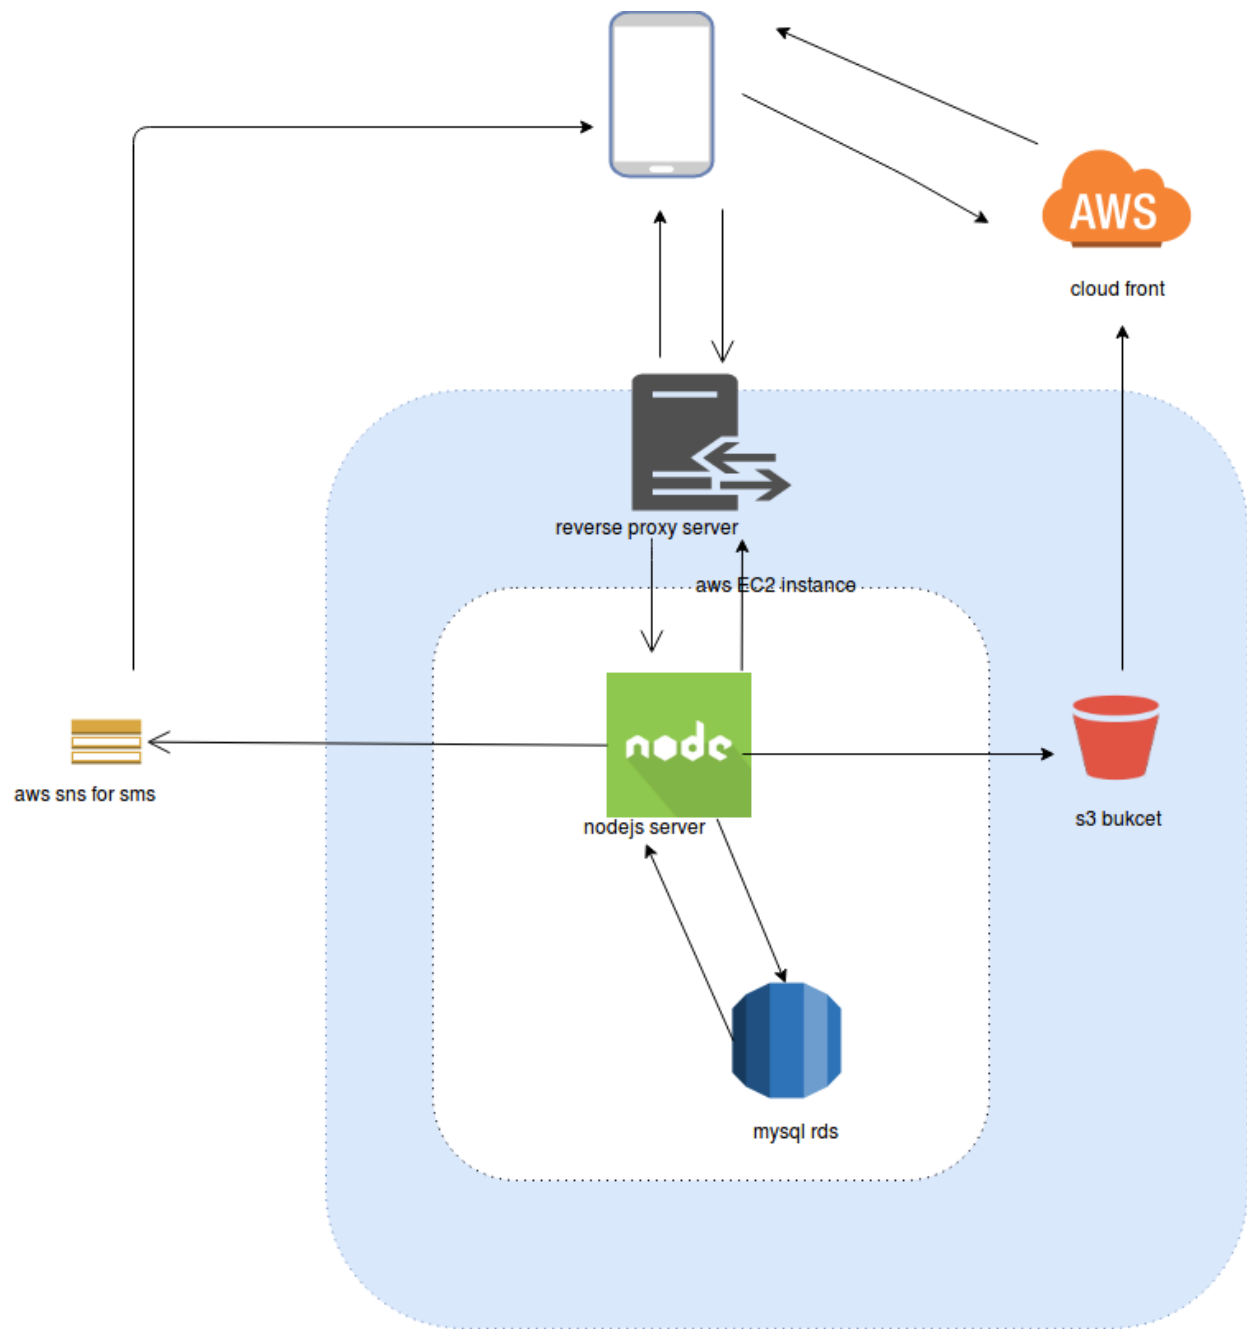 AWS
cloud front
reverse proxy server
aws EC2 instance
node
aws sns for sms
nodejs server
s3 bukcet
mysql rds